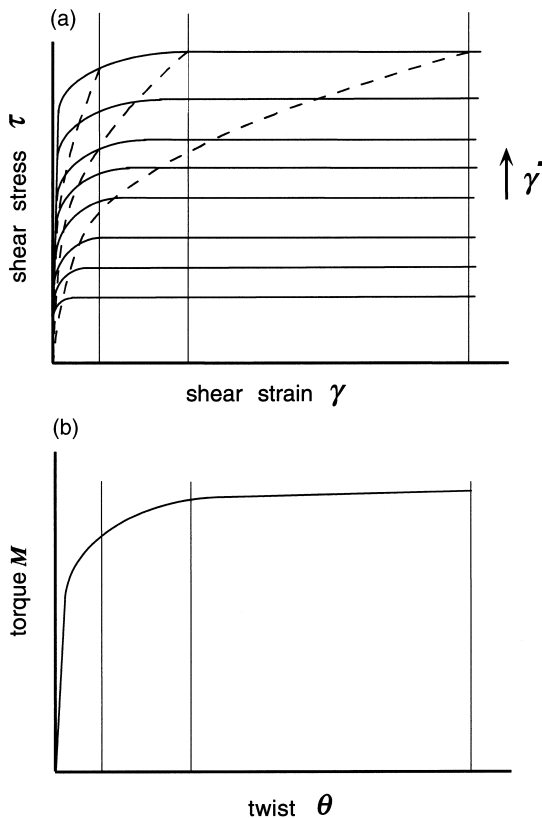 (a)
shear stress τ
γ̇
shear strain γ
(b)
torque M
twist θ